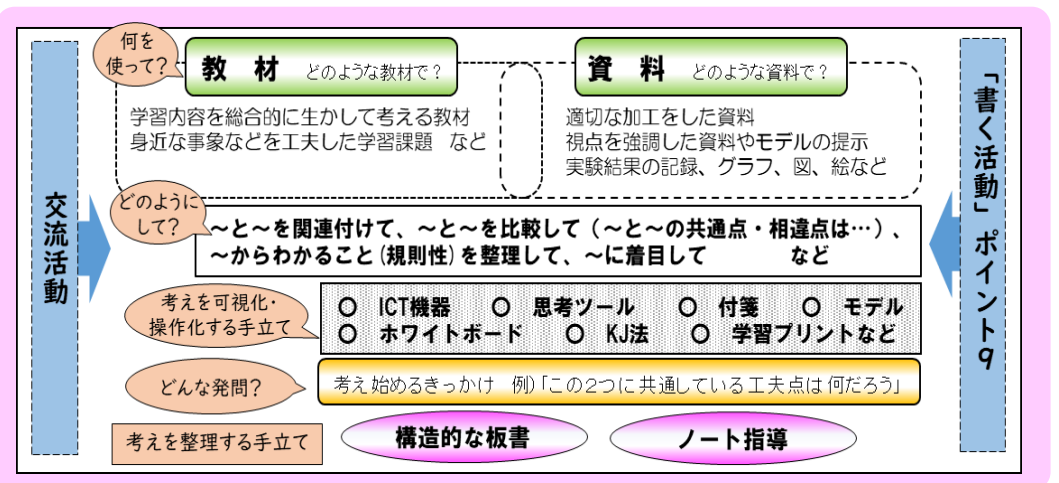 何を
使って？
教　材　どのような教材で？
学習内容を総合的に生かして考える教材
身近な事象などを工夫した学習課題　など
資　料　どのような資料で？
適切な加工をした資料
視点を強調した資料やモデルの提示
実験結果の記録、グラフ、図、絵など
交流活動
「書く活動」ポイント９
どのように
して？
～と～を関連付けて、～と～を比較して（～と～の共通点・相違点は…）、
～からわかること(規則性)を整理して、～に着目して　　　　など
考えを可視化・
操作化する手立て
〇　ICT機器　　〇　思考ツール　　〇　付箋　　〇　モデル
〇　ホワイトボード　　〇　KJ法　　〇　学習プリントなど
どんな発問？
考え始めるきっかけ　例）「この２つに共通している工夫点は何だろう」
考えを整理する手立て
構造的な板書
ノート指導